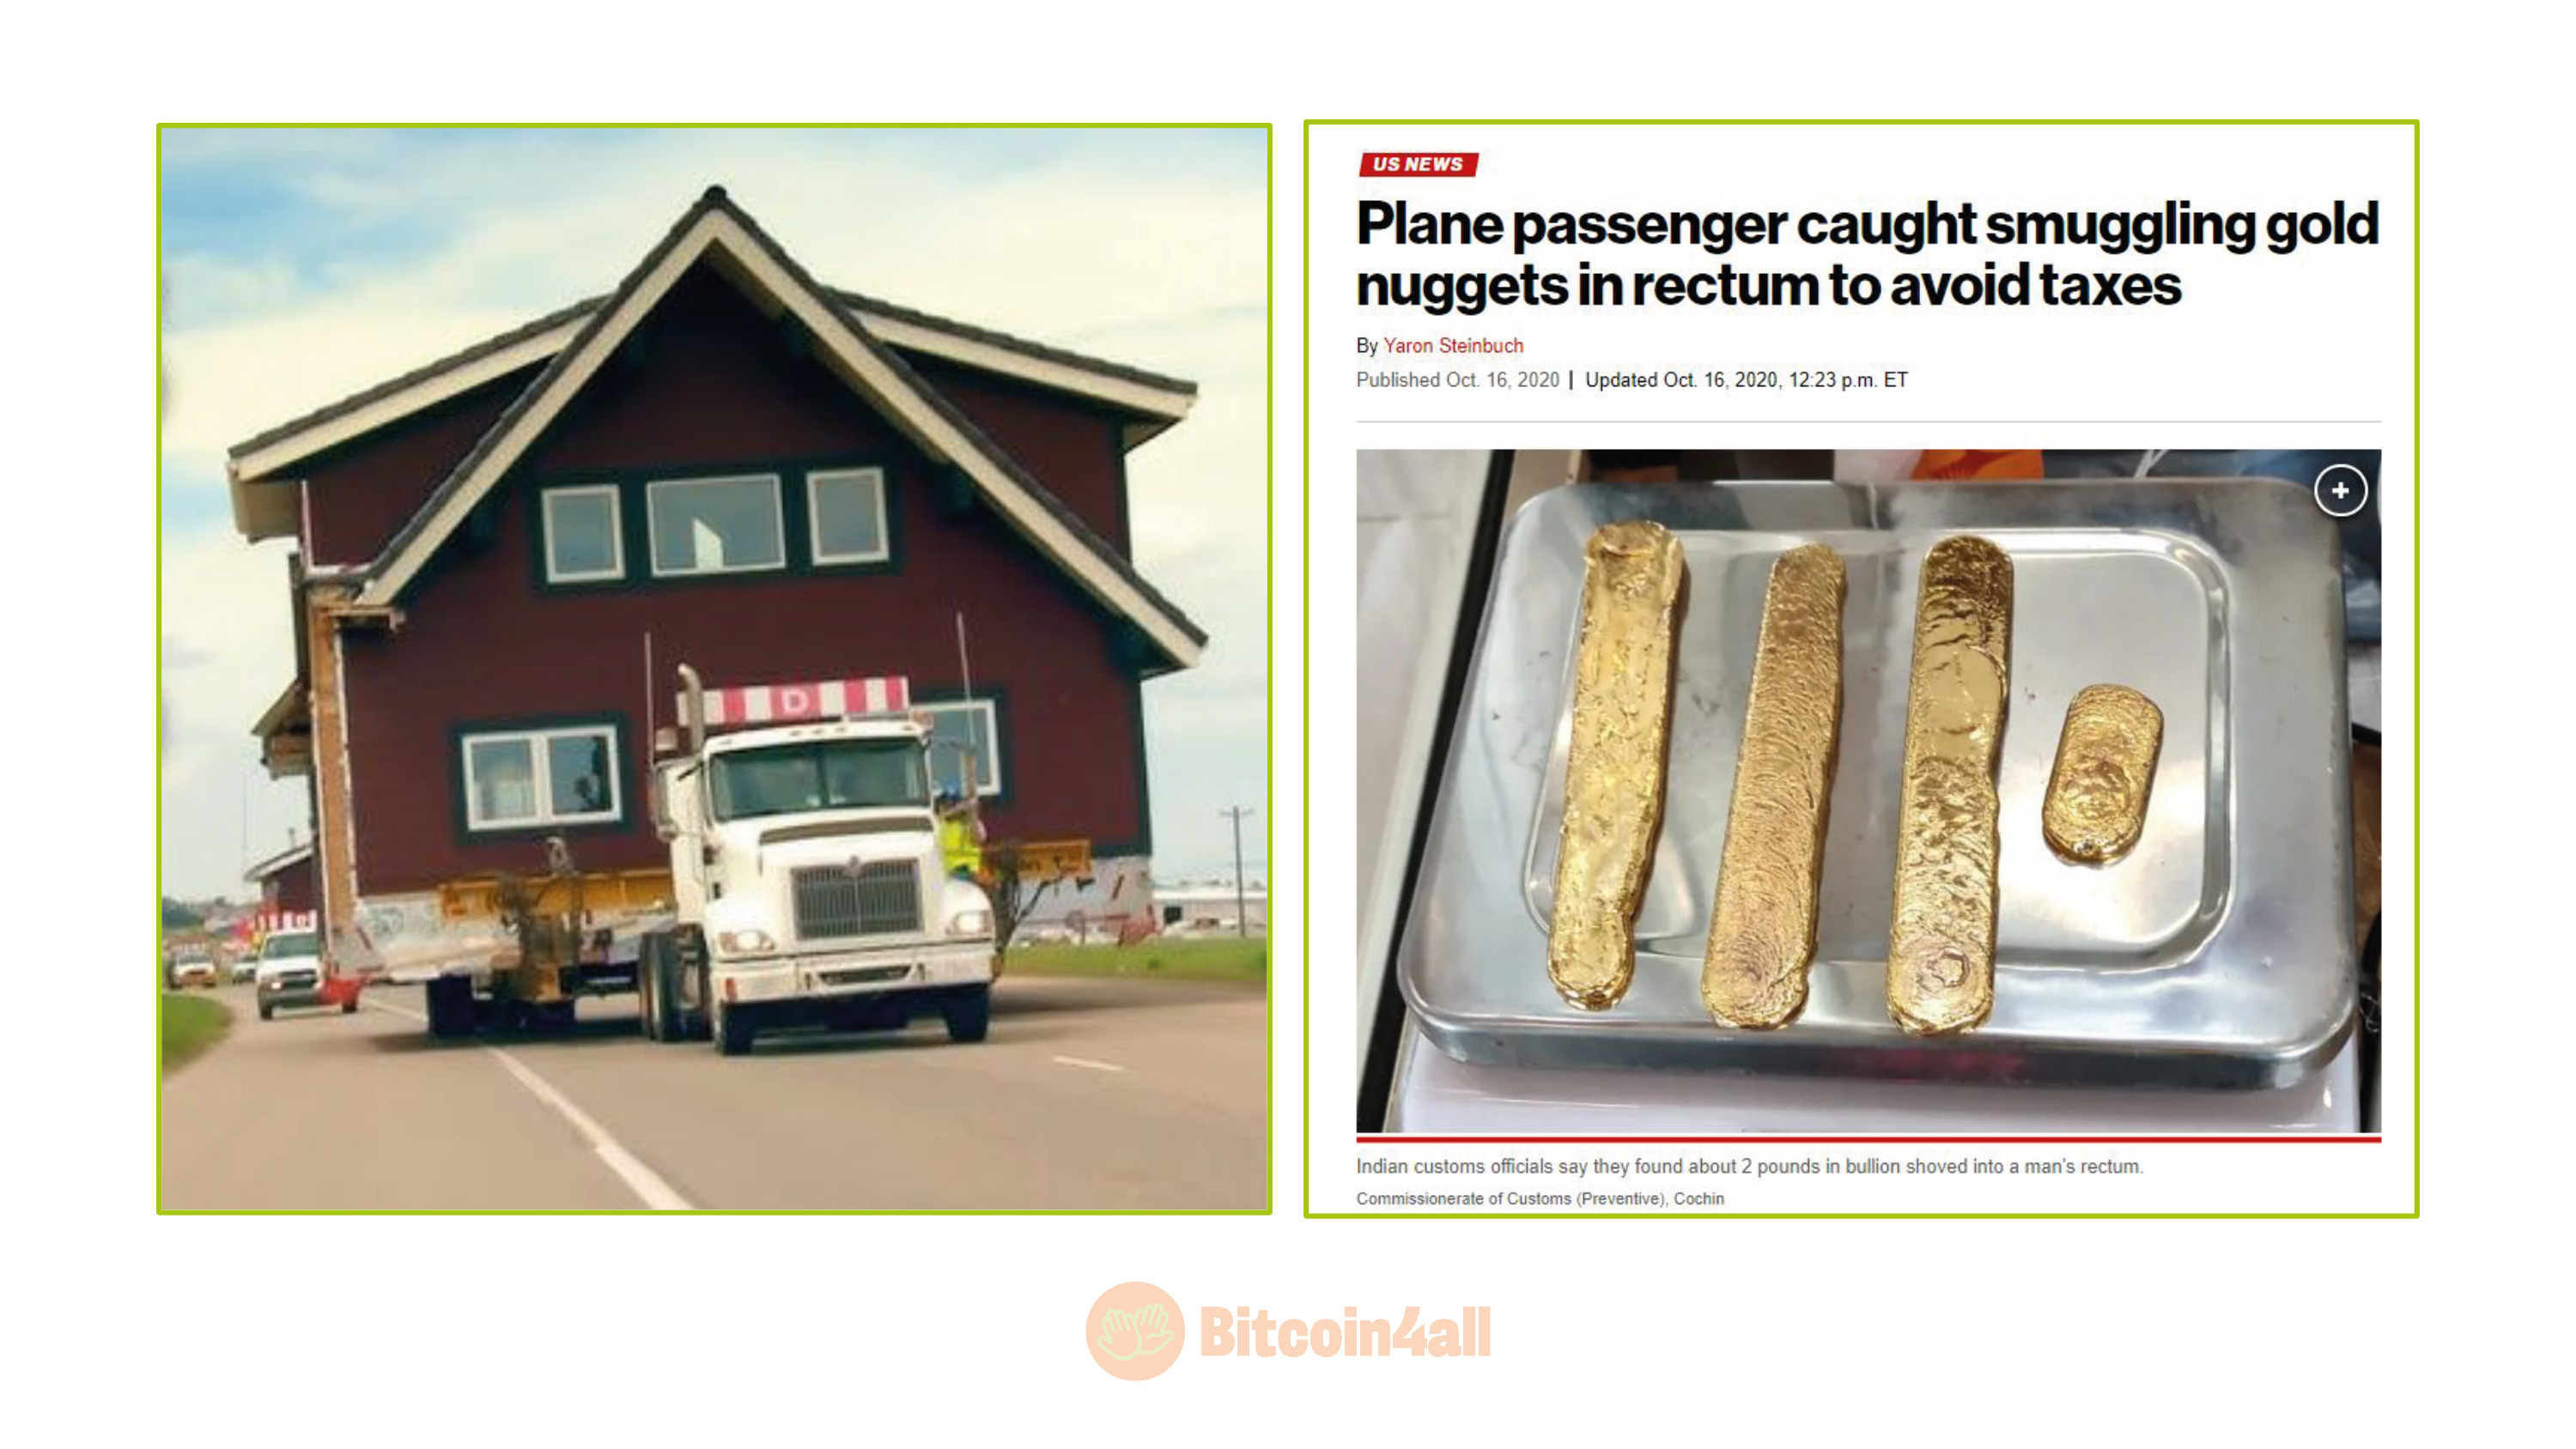 D
US NEWS
Plane passenger caught smuggling gold
nuggets in rectum to avoid taxes
By Yaron Steinbuch
Published Oct. 16, 2020 | Updated Oct. 16, 2020, 12:23 p.m. ET
Indian customs officials say they found about 2 pounds in bullion shoved into a man's rectum.
Commissionerate of Customs (Preventive), Cochin
Bitcoin4all